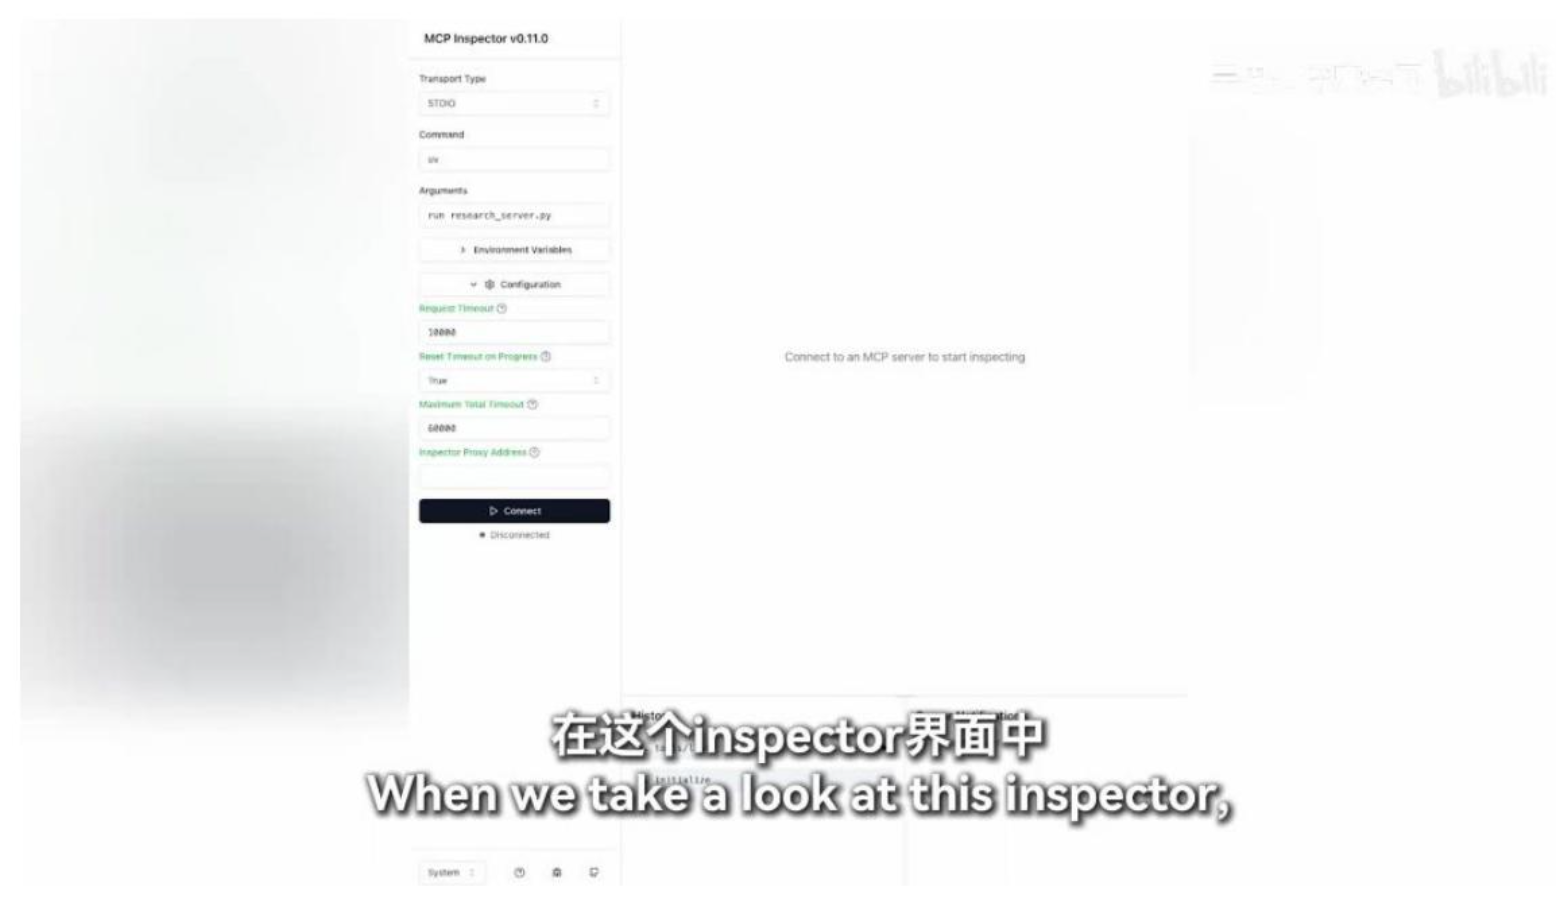 MCP Inspector v0.11.0
Transport Type
STDIO
Command
uv
Arguments
run research_server.py
Environment Variables
Configuration
Request Timeout
10000
Reset Timeout on Progress
True
Maximum Total Timeout
60000
Inspector Proxy Address
Connect
Disconnected
System
bilibili
Connect to an MCP server to start inspecting
initialize
在这个inspector界面中
When we take a look at this inspector,